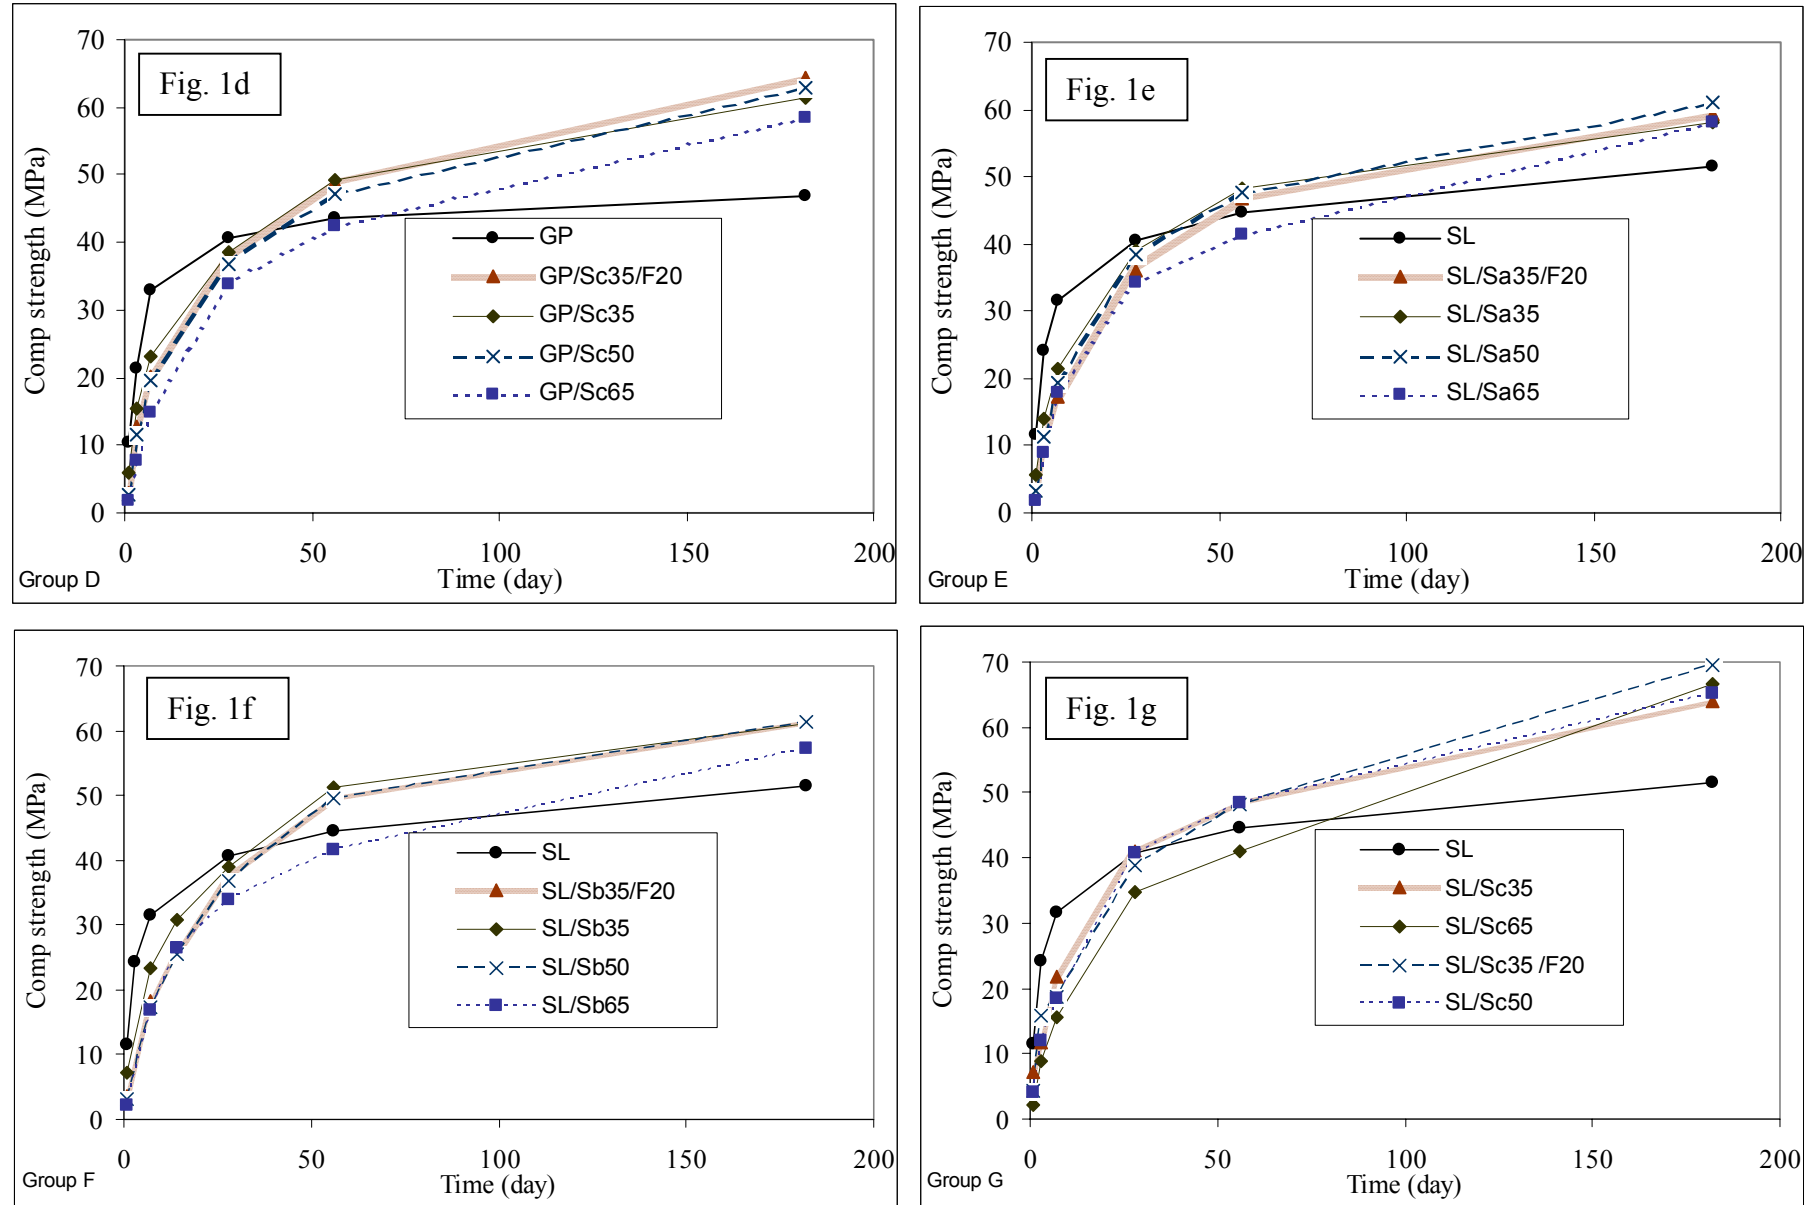 Fig. 1d
Comp strength (MPa)
70
60
50
40
30
20
10
0
GP
GP/Sc35/F20
GP/Sc35
GP/Sc50
GP/Sc65
0 50 100 150 200
Time (day)
Group D
Fig. 1e
Comp strength (MPa)
70
60
50
40
30
20
10
0
SL
SL/Sa35/F20
SL/Sa35
SL/Sa50
SL/Sa65
0 50 100 150 200
Time (day)
Group E
Fig. 1f
Comp strength (MPa)
70
60
50
40
30
20
10
0
SL
SL/Sb35/F20
SL/Sb35
SL/Sb50
SL/Sb65
0 50 100 150 200
Time (day)
Group F
Fig. 1g
Comp strength (MPa)
70
60
50
40
30
20
10
0
SL
SL/Sc35
SL/Sc65
SL/Sc35 /F20
SL/Sc50
0 50 100 150 200
Time (day)
Group G